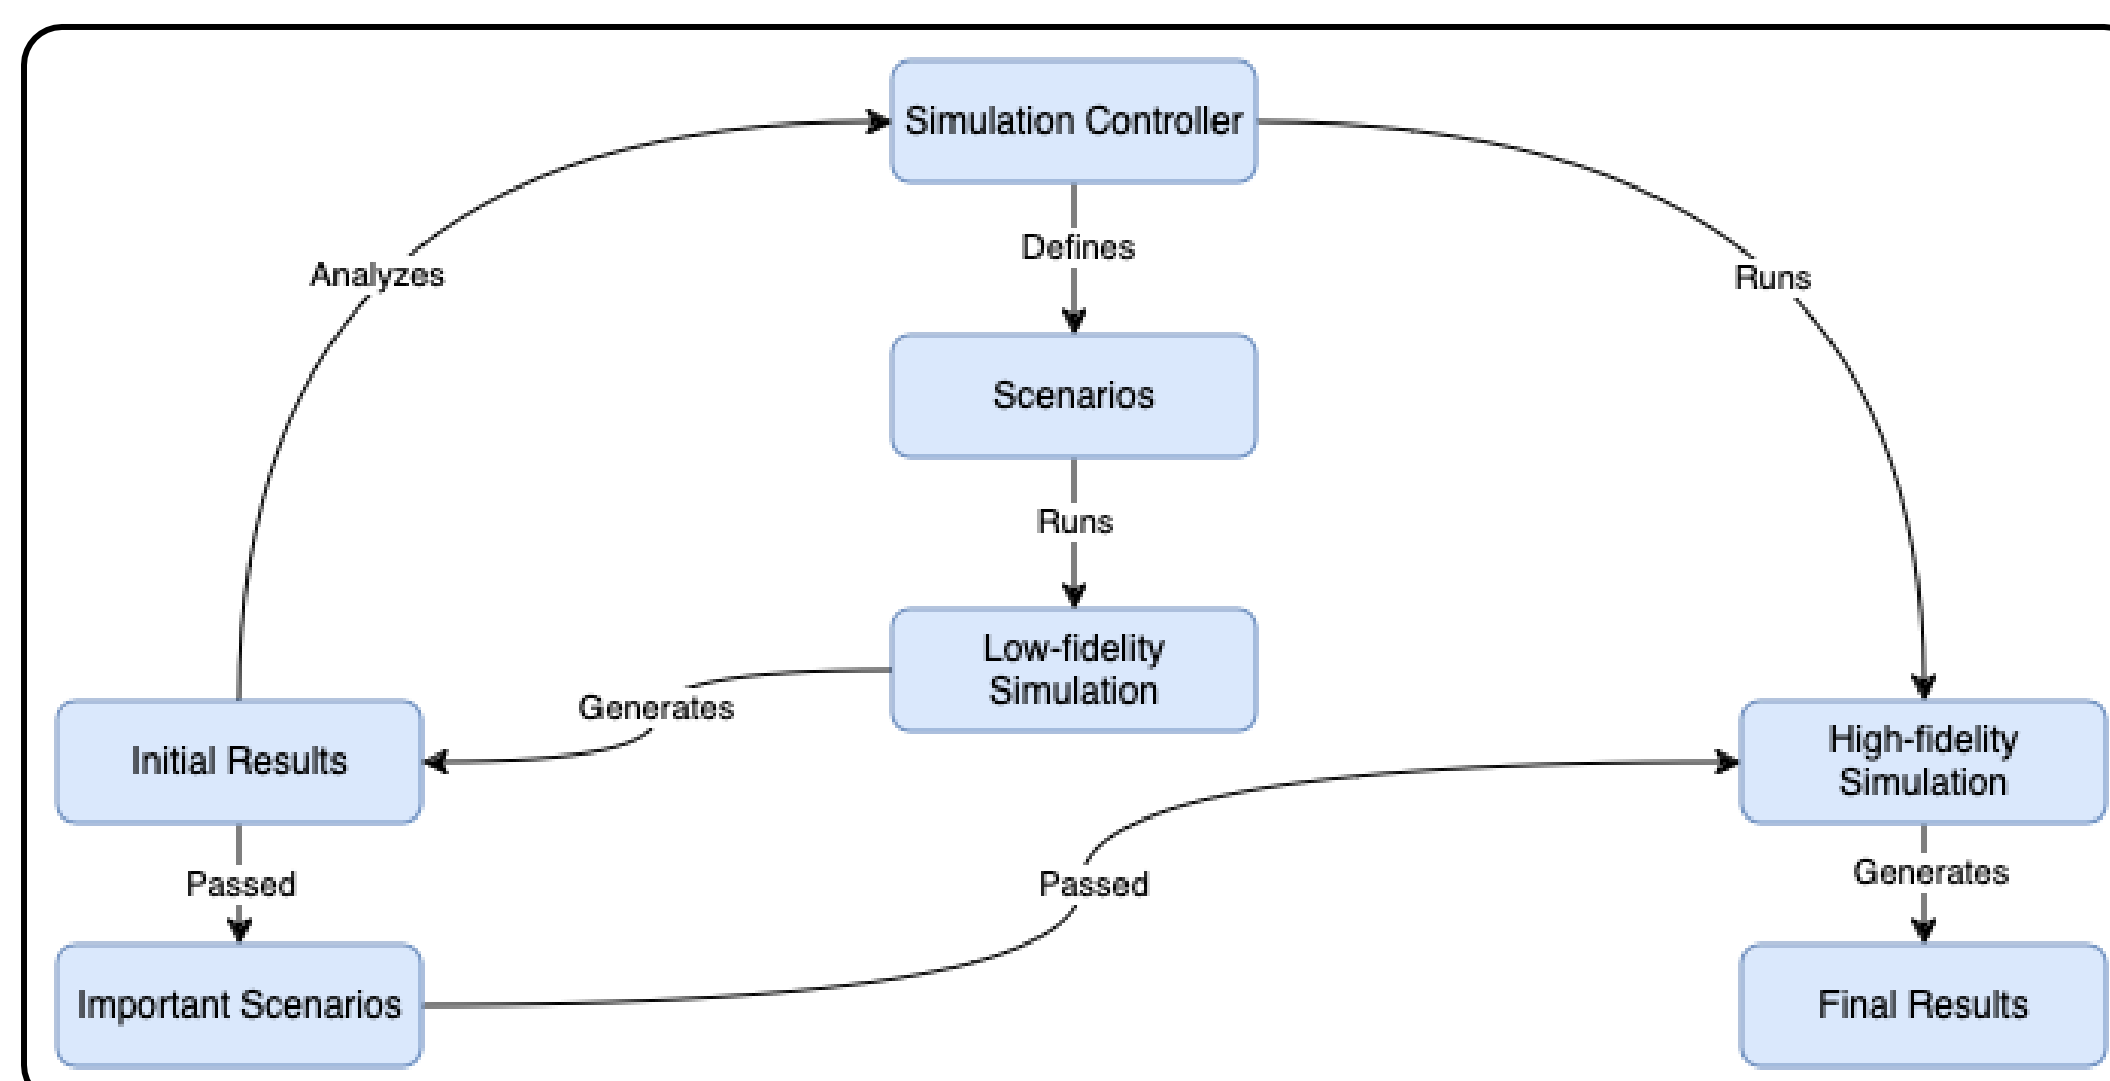 Simulation Controller
Defines
Analyzes
Runs
Scenarios
Runs
Low-fidelity
Simulation
Generates
Initial Results
High-fidelity
Simulation
Passed
Passed
Generates
Important Scenarios
Final Results